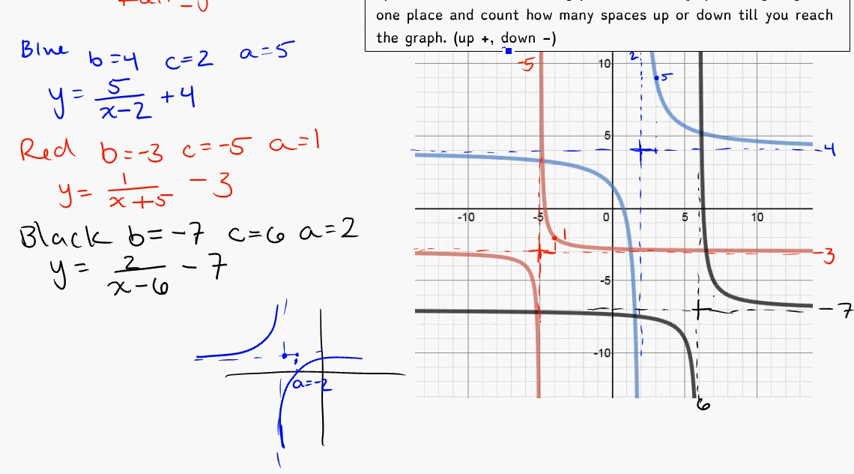 one place and count how many spaces up or down till you reach
the graph. (up +, down -)
Blue b=4 c=2 a=5
y = 5/(x-2) + 4
Red b=-3 c=-5 a=1
y = 1/(x+5) - 3
Black b=-7 c=6 a=2
y = 2/(x-6) - 7
a=-2
-5
2
10
5
5
-4
-10
-5
0
5
10
1
-3
-5
-7
-10
6